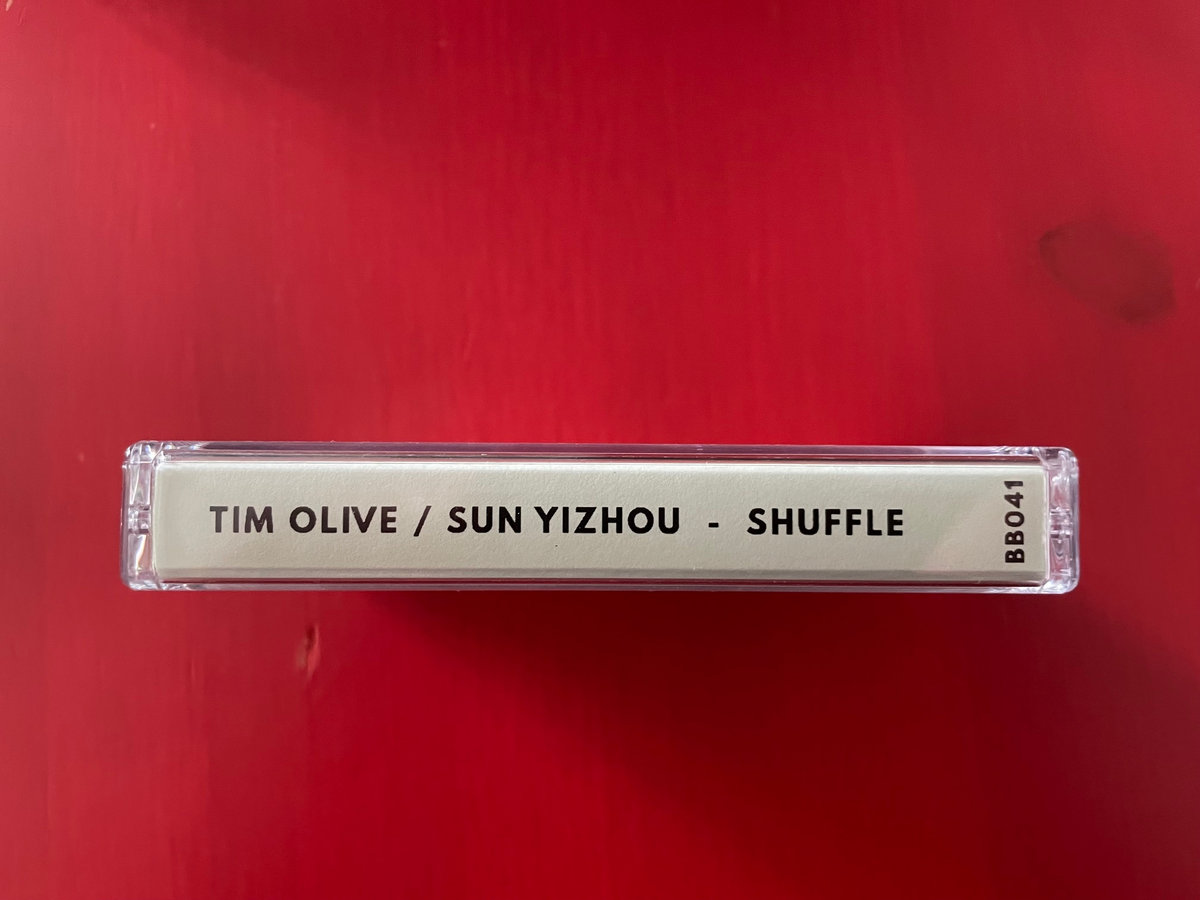 TIM OLIVE / SUN YIZHOU - SHUFFLE
BB041